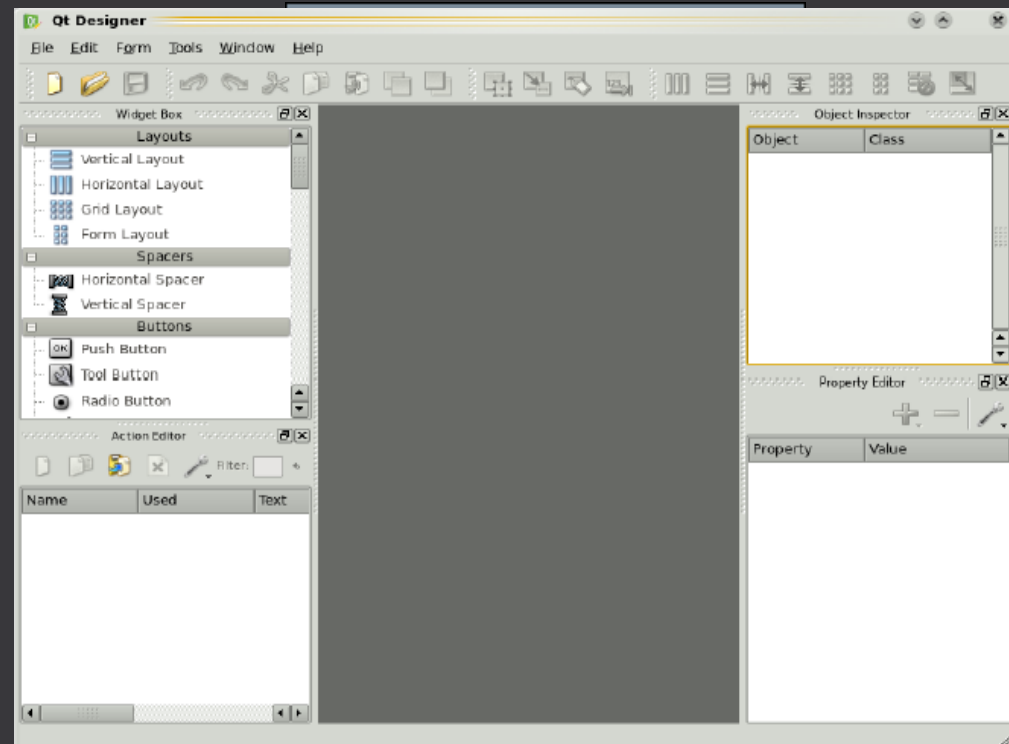 Qt Designer
File Edit Form Tools Window Help
Widget Box
Layouts
Vertical Layout
Horizontal Layout
Grid Layout
Form Layout
Spacers
Horizontal Spacer
Vertical Spacer
Buttons
OK Push Button
Tool Button
Radio Button
Action Editor
Filter:
Name Used Text
Object Inspector
Object Class
Property Editor
Property Value